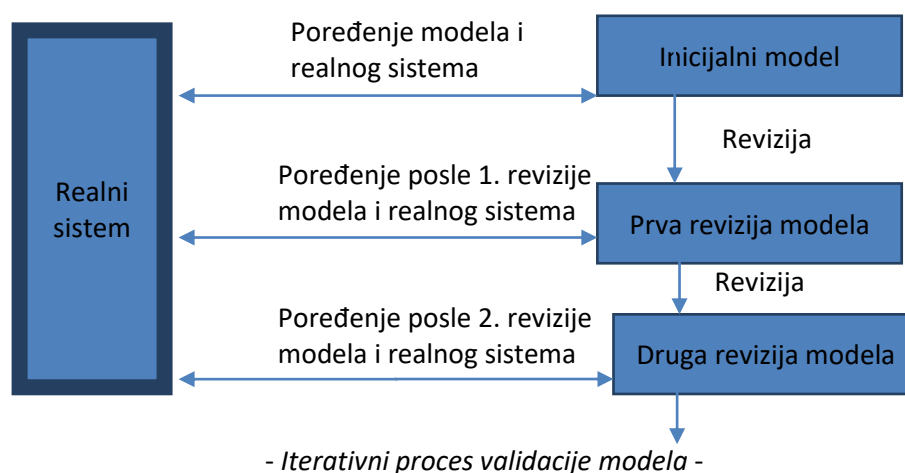 Poređenje modela i
realnog sistema
Inicijalni model
Revizija
Realni
sistem
Poređenje posle 1. revizije
modela i realnog sistema
Prva revizija modela
Revizija
Poređenje posle 2. revizije
modela i realnog sistema
Druga revizija modela
- Iterativni proces validacije modela -